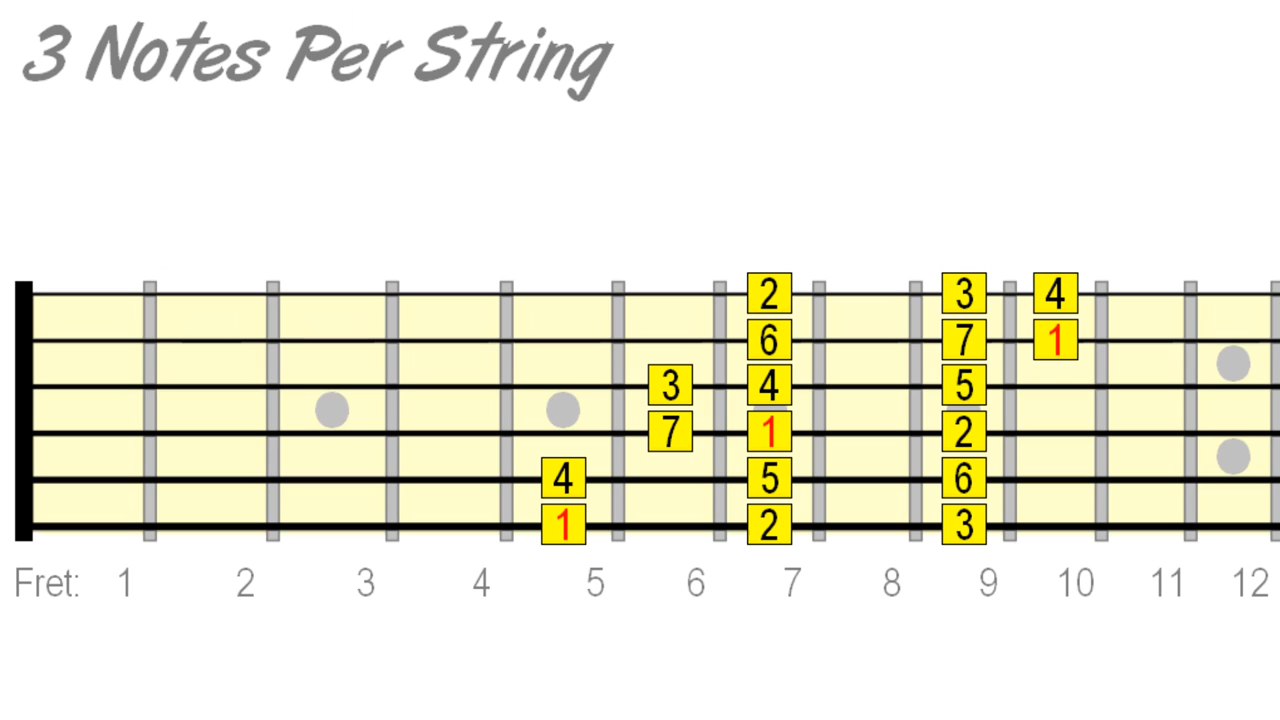 3 Notes Per String
2 3 4
6 7 1
3 4 5
7 1 2
4 5 6
1 2 3
Fret: 1 2 3 4 5 6 7 8 9 10 11 12